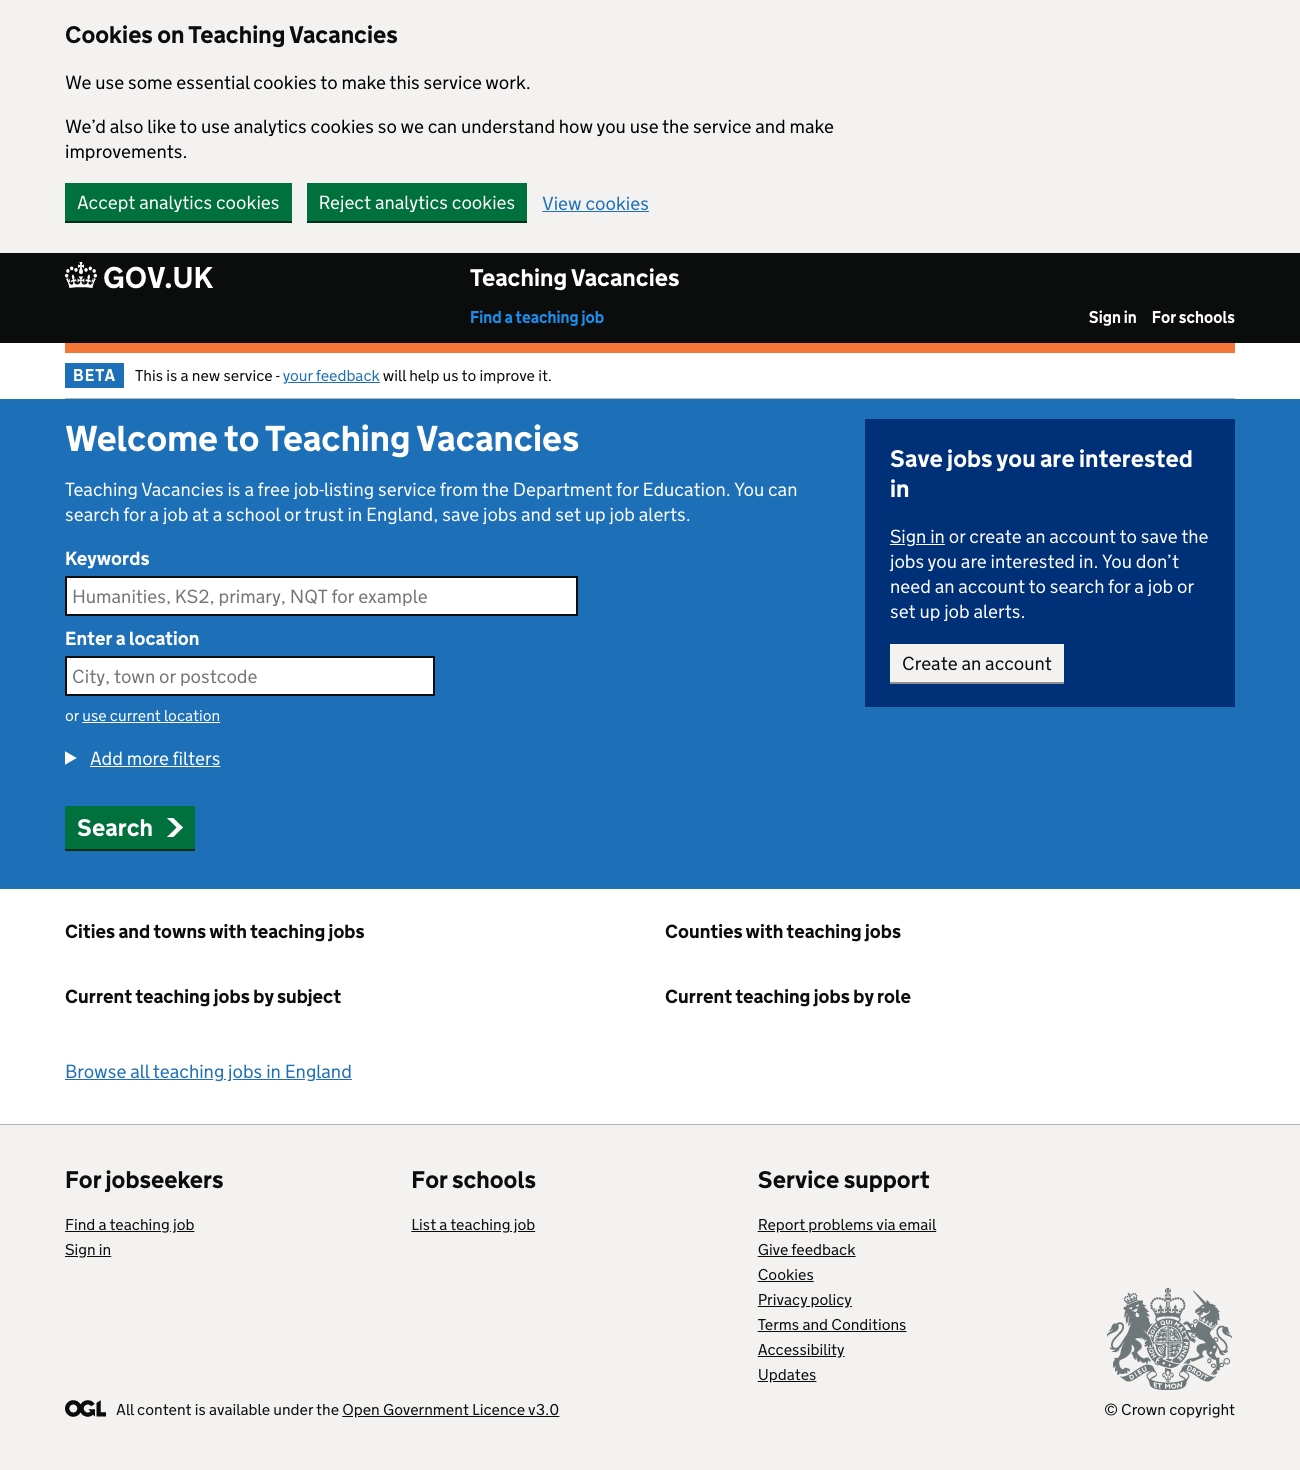 Cookies on Teaching Vacancies
We use some essential cookies to make this service work.
We’d also like to use analytics cookies so we can understand how you use the service and make
improvements.
Accept analytics cookies
Reject analytics cookies
View cookies
GOV.UK
Teaching Vacancies
Find a teaching job
Sign in
For schools
BETA
This is a new service - your feedback will help us to improve it.
Welcome to Teaching Vacancies
Teaching Vacancies is a free job-listing service from the Department for Education. You can
search for a job at a school or trust in England, save jobs and set up job alerts.
Keywords
Humanities, KS2, primary, NQT for example
Enter a location
City, town or postcode
or use current location
Add more filters
Search
Save jobs you are interested
in
Sign in or create an account to save the
jobs you are interested in. You don’t
need an account to search for a job or
set up job alerts.
Create an account
Cities and towns with teaching jobs
Counties with teaching jobs
Current teaching jobs by subject
Current teaching jobs by role
Browse all teaching jobs in England
For jobseekers
Find a teaching job
Sign in
For schools
List a teaching job
Service support
Report problems via email
Give feedback
Cookies
Privacy policy
Terms and Conditions
Accessibility
Updates
DIEU ET MON DROIT
OGL
All content is available under the Open Government Licence v3.0
© Crown copyright